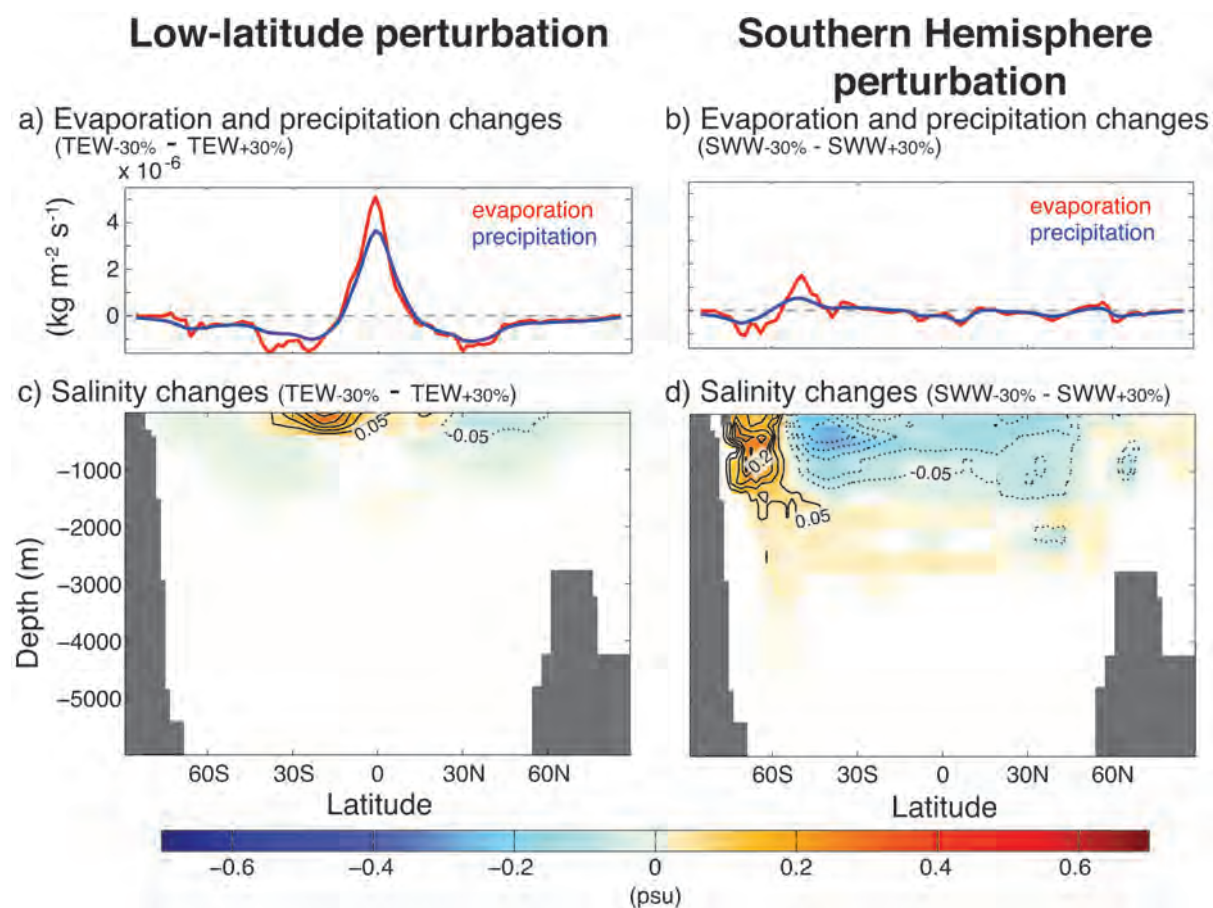 Low-latitude perturbation
Southern Hemisphere
perturbation
a) Evaporation and precipitation changes
(TEW-30% - TEW+30%)
b) Evaporation and precipitation changes
(SWW-30% - SWW+30%)
x 10-6
(kg m-2 s-1)
4
2
0
evaporation
precipitation
evaporation
precipitation
c) Salinity changes (TEW-30% - TEW+30%)
d) Salinity changes (SWW-30% - SWW+30%)
0.05
-0.05
0.2
-0.05
0.05
Depth (m)
−1000
−2000
−3000
−4000
−5000
60S 30S 0 30N 60N
60S 30S 0 30N 60N
Latitude
Latitude
−0.6 −0.4 −0.2 0 0.2 0.4 0.6
(psu)